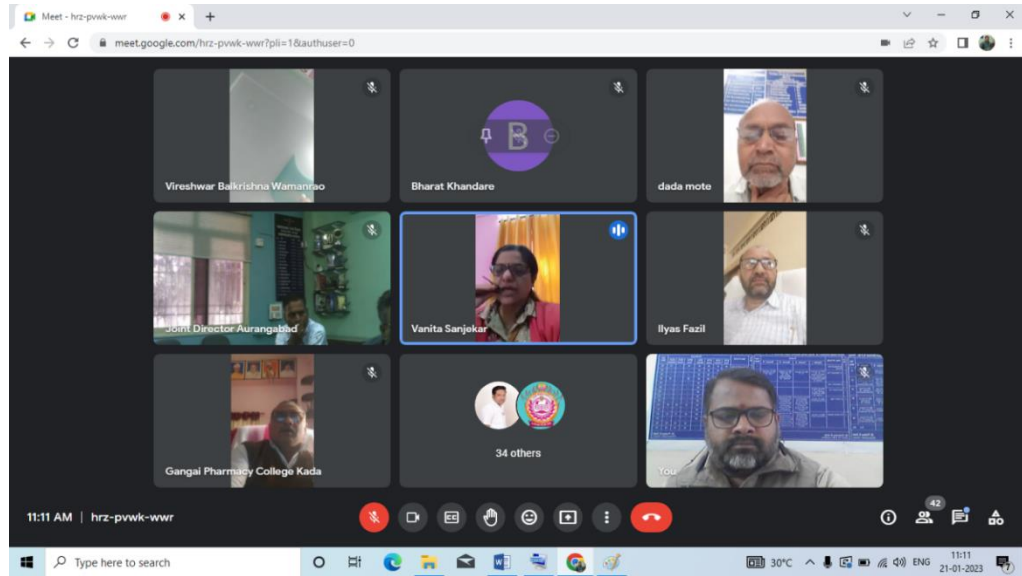 Meet - hrz-pvwk-wwr
meet.google.com/hrz-pvwk-wwr?pli=1&authuser=0
Vireshwar Balkrishna Wamanrao
B
Bharat Khandare
dada mote
Joint Director Aurangabad
Vanita Sanjekar
Ilyas Fazil
Gangai Pharmacy College Kada
34 others
You
11:11 AM | hrz-pvwk-wwr
CC
42
Type here to search
30°C
ENG
11:11
21-01-2023
7